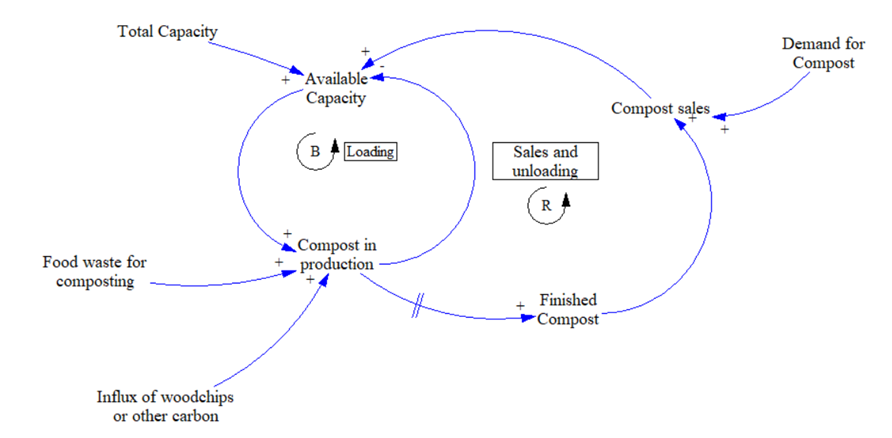 Total Capacity
+
Available
Capacity
+
+
-
Demand for
Compost
Compost sales
+
+
B
Loading
Sales and
unloading
R
+
Compost in
production
+
+
Food waste for
composting
+
Finished
Compost
Influx of woodchips
or other carbon